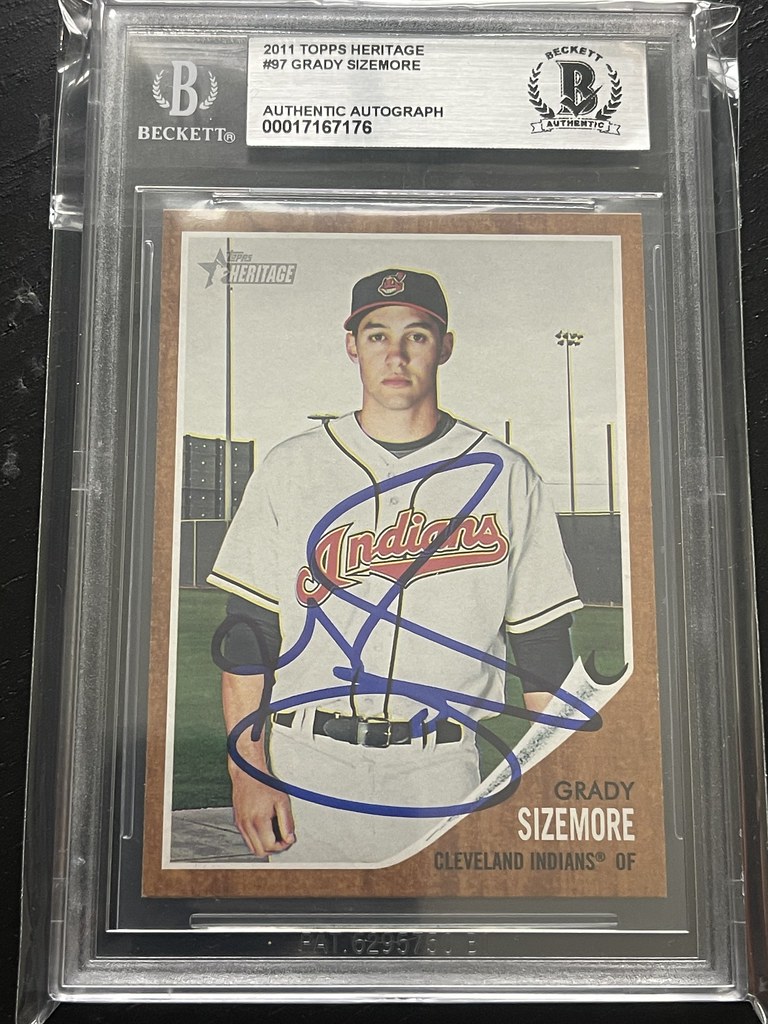 2011 TOPPS HERITAGE
#97 GRADY SIZEMORE
AUTHENTIC AUTOGRAPH
00017167176
B
BECKETT®
BECKETT
B
AUTHENTIC
TOPPS
HERITAGE
Indians
GRADY
SIZEMORE
CLEVELAND INDIANS® OF